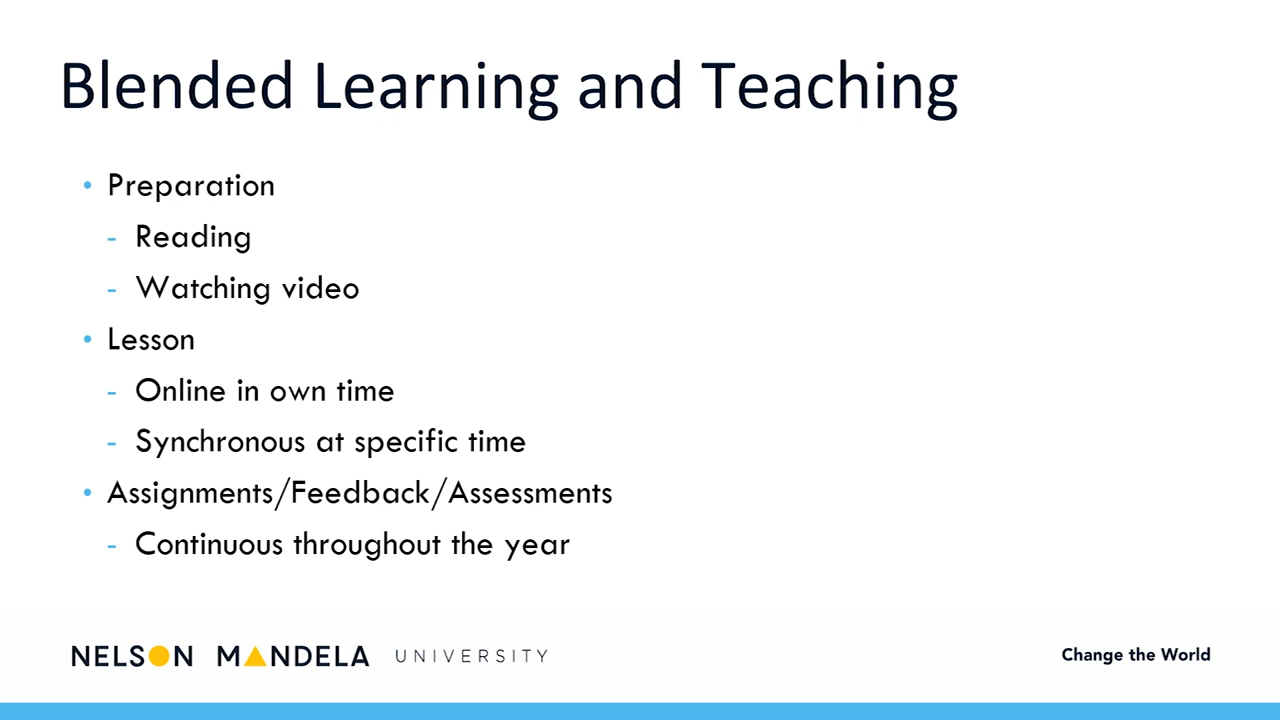 Blended Learning and Teaching
• Preparation
- Reading
- Watching video
• Lesson
- Online in own time
- Synchronous at specific time
• Assignments/Feedback/Assessments
- Continuous throughout the year
NELSON MANDELA UNIVERSITY
Change the World